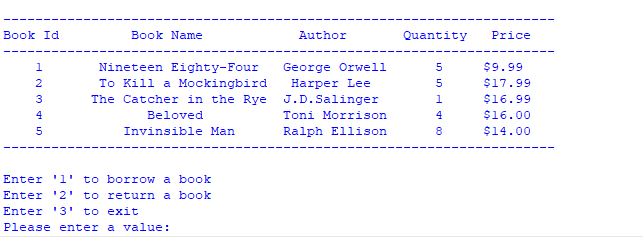 ---------------------------------------------------------------------
Book Id Book Name Author Quantity Price
---------------------------------------------------------------------
1 Nineteen Eighty-Four George Orwell 5 $9.99
2 To Kill a Mockingbird Harper Lee 5 $17.99
3 The Catcher in the Rye J.D.Salinger 1 $16.99
4 Beloved Toni Morrison 4 $16.00
5 Invinsible Man Ralph Ellison 8 $14.00
---------------------------------------------------------------------
Enter '1' to borrow a book
Enter '2' to return a book
Enter '3' to exit
Please enter a value: